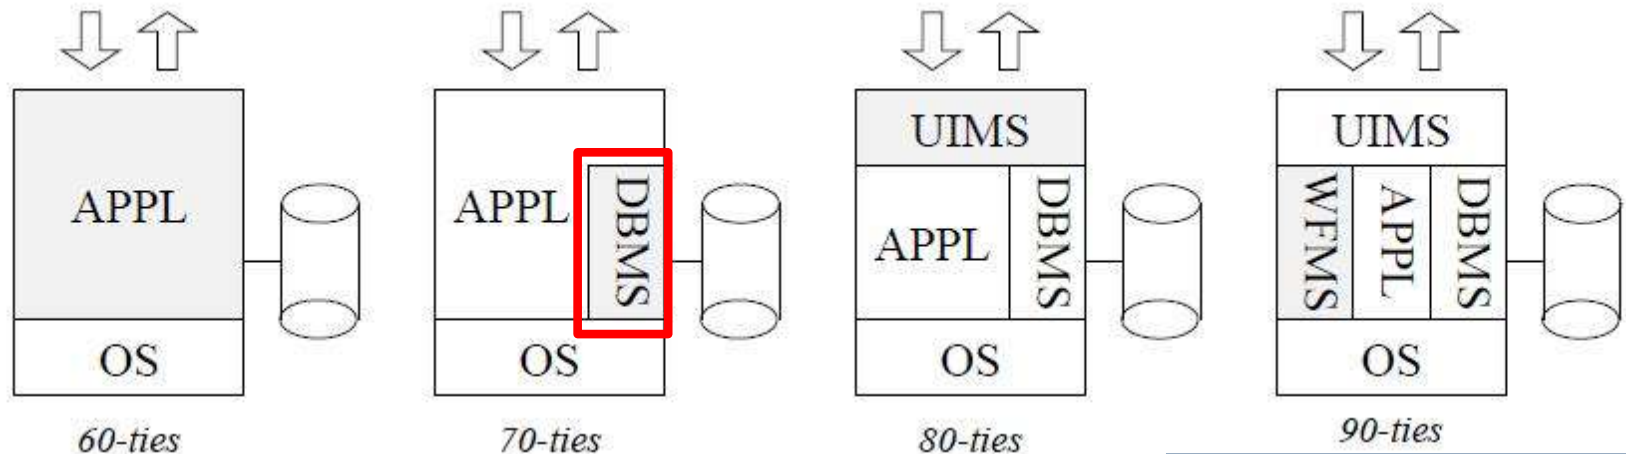 APPL
OS
60-ties
APPL
DBMS
OS
70-ties
UIMS
APPL
DBMS
OS
80-ties
UIMS
WFMS
APPL
DBMS
OS
90-ties